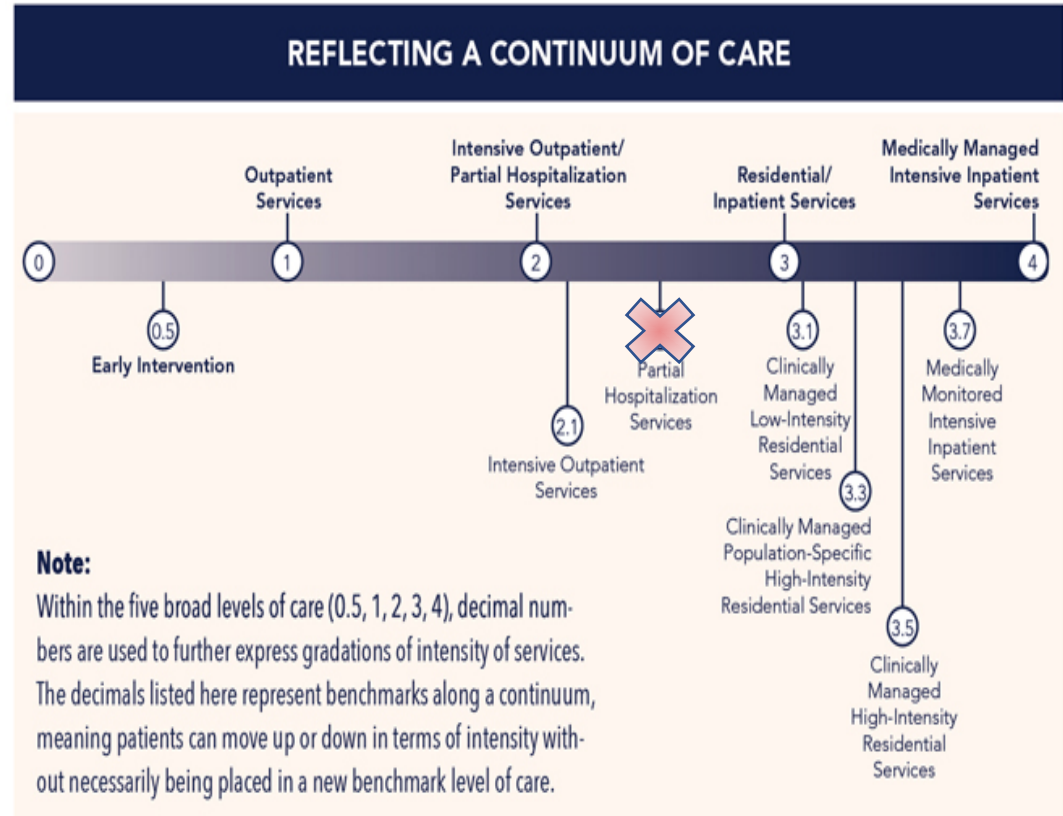 REFLECTING A CONTINUUM OF CARE
Intensive Outpatient/
Partial Hospitalization
Services
Medically Managed
Intensive Inpatient
Services
Outpatient
Services
Residential/
Inpatient Services
0
1
2
3
4
0.5
Early Intervention
2.1
Intensive Outpatient
Services
Partial
Hospitalization
Services
3.1
Clinically
Managed
Low-Intensity
Residential
Services
3.3
Clinically Managed
Population-Specific
High-Intensity
Residential Services
3.5
Clinically
Managed
High-Intensity
Residential
Services
3.7
Medically
Monitored
Intensive
Inpatient
Services
Note:
Within the five broad levels of care (0.5, 1, 2, 3, 4), decimal num-
bers are used to further express gradations of intensity of services.
The decimals listed here represent benchmarks along a continuum,
meaning patients can move up or down in terms of intensity with-
out necessarily being placed in a new benchmark level of care.